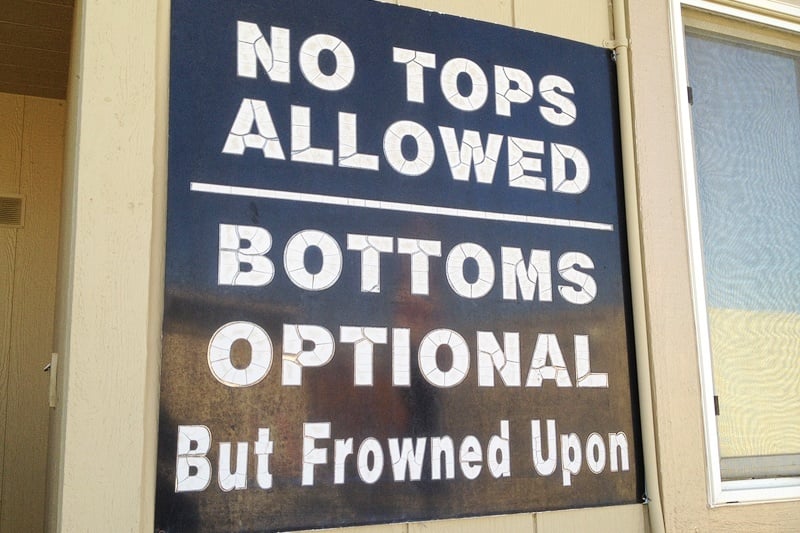 NO TOPS
ALLOWED
BOTTOMS
OPTIONAL
But Frowned Upon